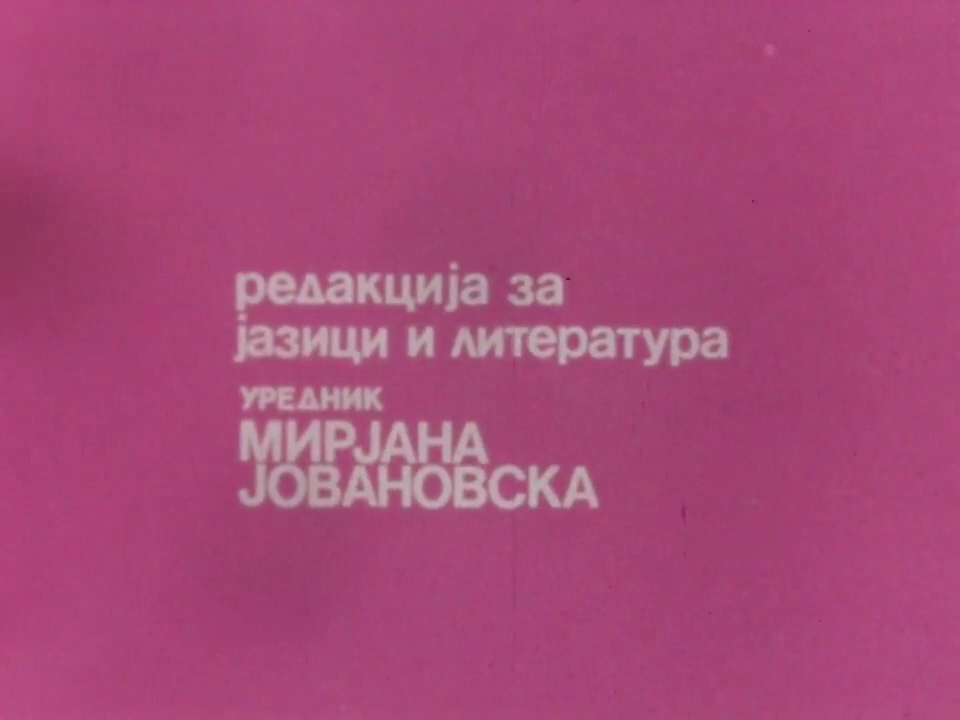 редакција за
јазици и литература
УРЕДНИК
МИРЈАНА
ЈОВАНОВСКА